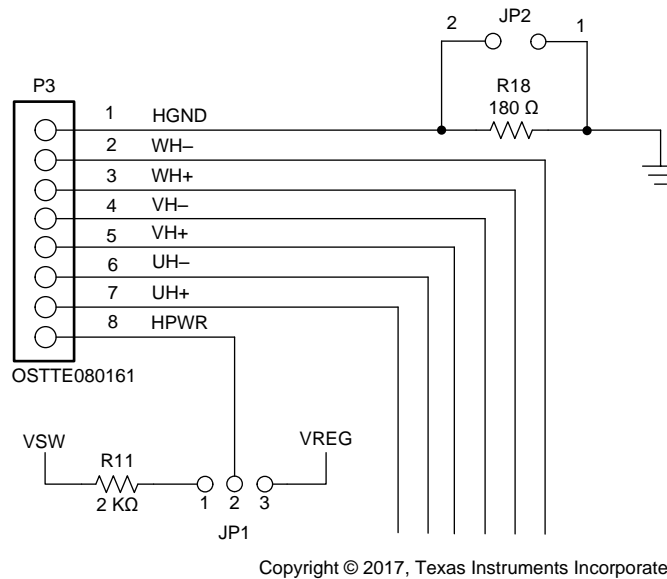 2 JP2 1
P3
R18
180 Ω
1 HGND
2 WH–
3 WH+
4 VH–
5 VH+
6 UH–
7 UH+
8 HPWR
OSTTE080161
VSW
VREG
R11
2 KΩ
1 2 3
JP1
Copyright © 2017, Texas Instruments Incorporate